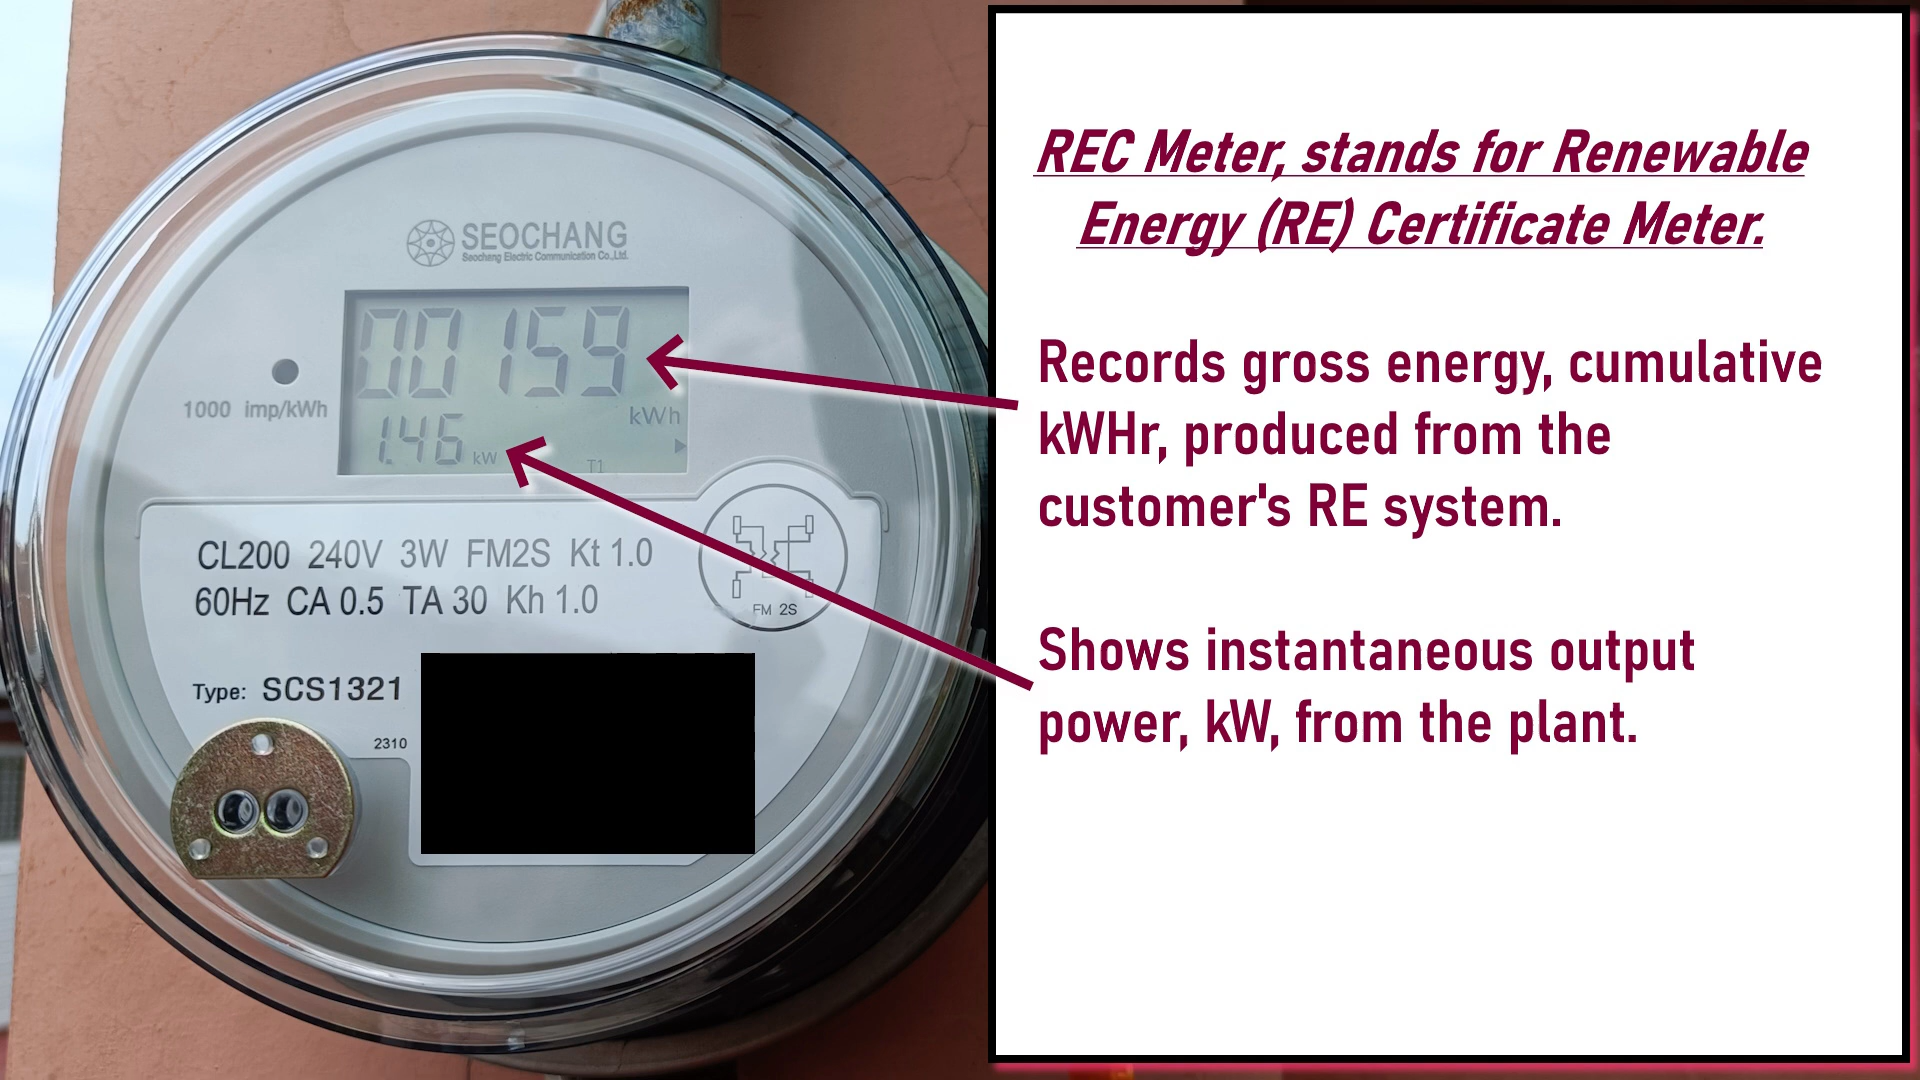 SEOCHANG
Seochang Electric Communication Co.,Ltd.
00159
kWh
1.46 kW
T1
1000 imp/kWh
CL200 240V 3W FM2S Kt 1.0
60Hz CA 0.5 TA 30 Kh 1.0
FM 2S
Type: SCS1321
2310
REC Meter, stands for Renewable
Energy (RE) Certificate Meter.
Records gross energy, cumulative
kWHr, produced from the
customer's RE system.
Shows instantaneous output
power, kW, from the plant.